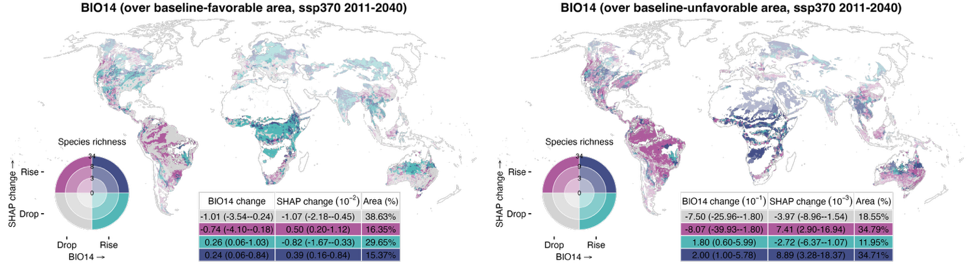 BIO14 (over baseline-favorable area, ssp370 2011-2040)
Species richness
34
8
3
0
SHAP change →
Rise
Drop
Drop
Rise
BIO14 →
BIO14 change SHAP change (10⁻²) Area (%)
-1.01 (-3.54--0.24) -1.07 (-2.18--0.45) 38.63%
-0.74 (-4.10--0.18) 0.50 (0.20-1.12) 16.35%
0.26 (0.06-1.03) -0.82 (-1.67--0.33) 29.65%
0.24 (0.06-0.84) 0.39 (0.16-0.84) 15.37%
BIO14 (over baseline-unfavorable area, ssp370 2011-2040)
Species richness
34
8
3
0
SHAP change →
Rise
Drop
Drop
Rise
BIO14 →
BIO14 change (10⁻¹) SHAP change (10⁻³) Area (%)
-7.50 (-25.96--1.80) -3.97 (-8.96--1.54) 18.55%
-8.07 (-39.93--1.80) 7.41 (2.90-16.94) 34.79%
1.80 (0.60-5.99) -2.72 (-6.37--1.07) 11.95%
2.00 (1.00-5.78) 8.89 (3.28-18.37) 34.71%